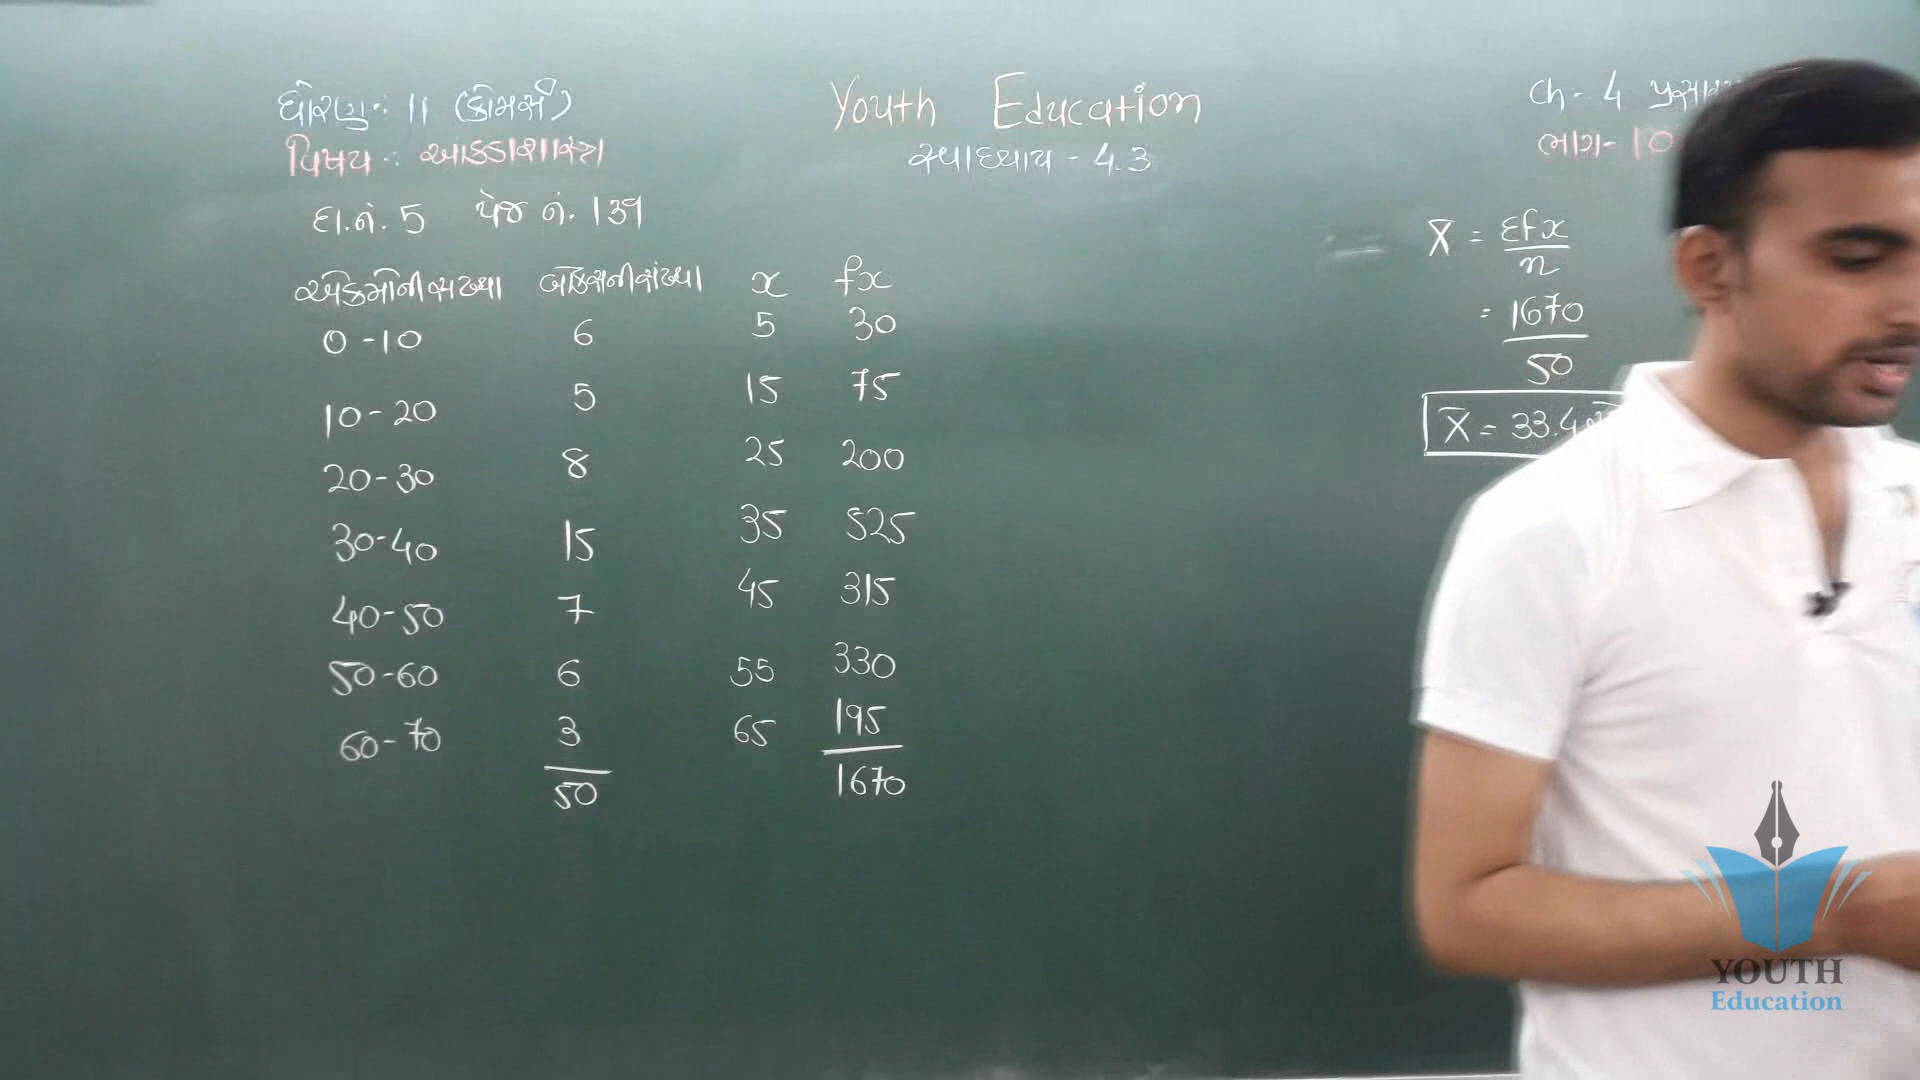 ધોરણ : 11 (કોમર્સ)
Youth Education
Ch - 4
વિષય : આંકડાશાસ્ત્ર
સ્વાધ્યાય - 4.3
ભાગ - 10
દા.નં. 5 પેજ નં. 139
એકમોની સંખ્યા બોક્સની સંખ્યા x fx
0 - 10 6 5 30
10 - 20 5 15 75
20 - 30 8 25 200
30 - 40 15 35 525
40 - 50 7 45 315
50 - 60 6 55 330
60 - 70 3 65 195
50 1670
X̄ = Σfx
n
= 1670
50
X̄ = 33.4
YOUTH
Education